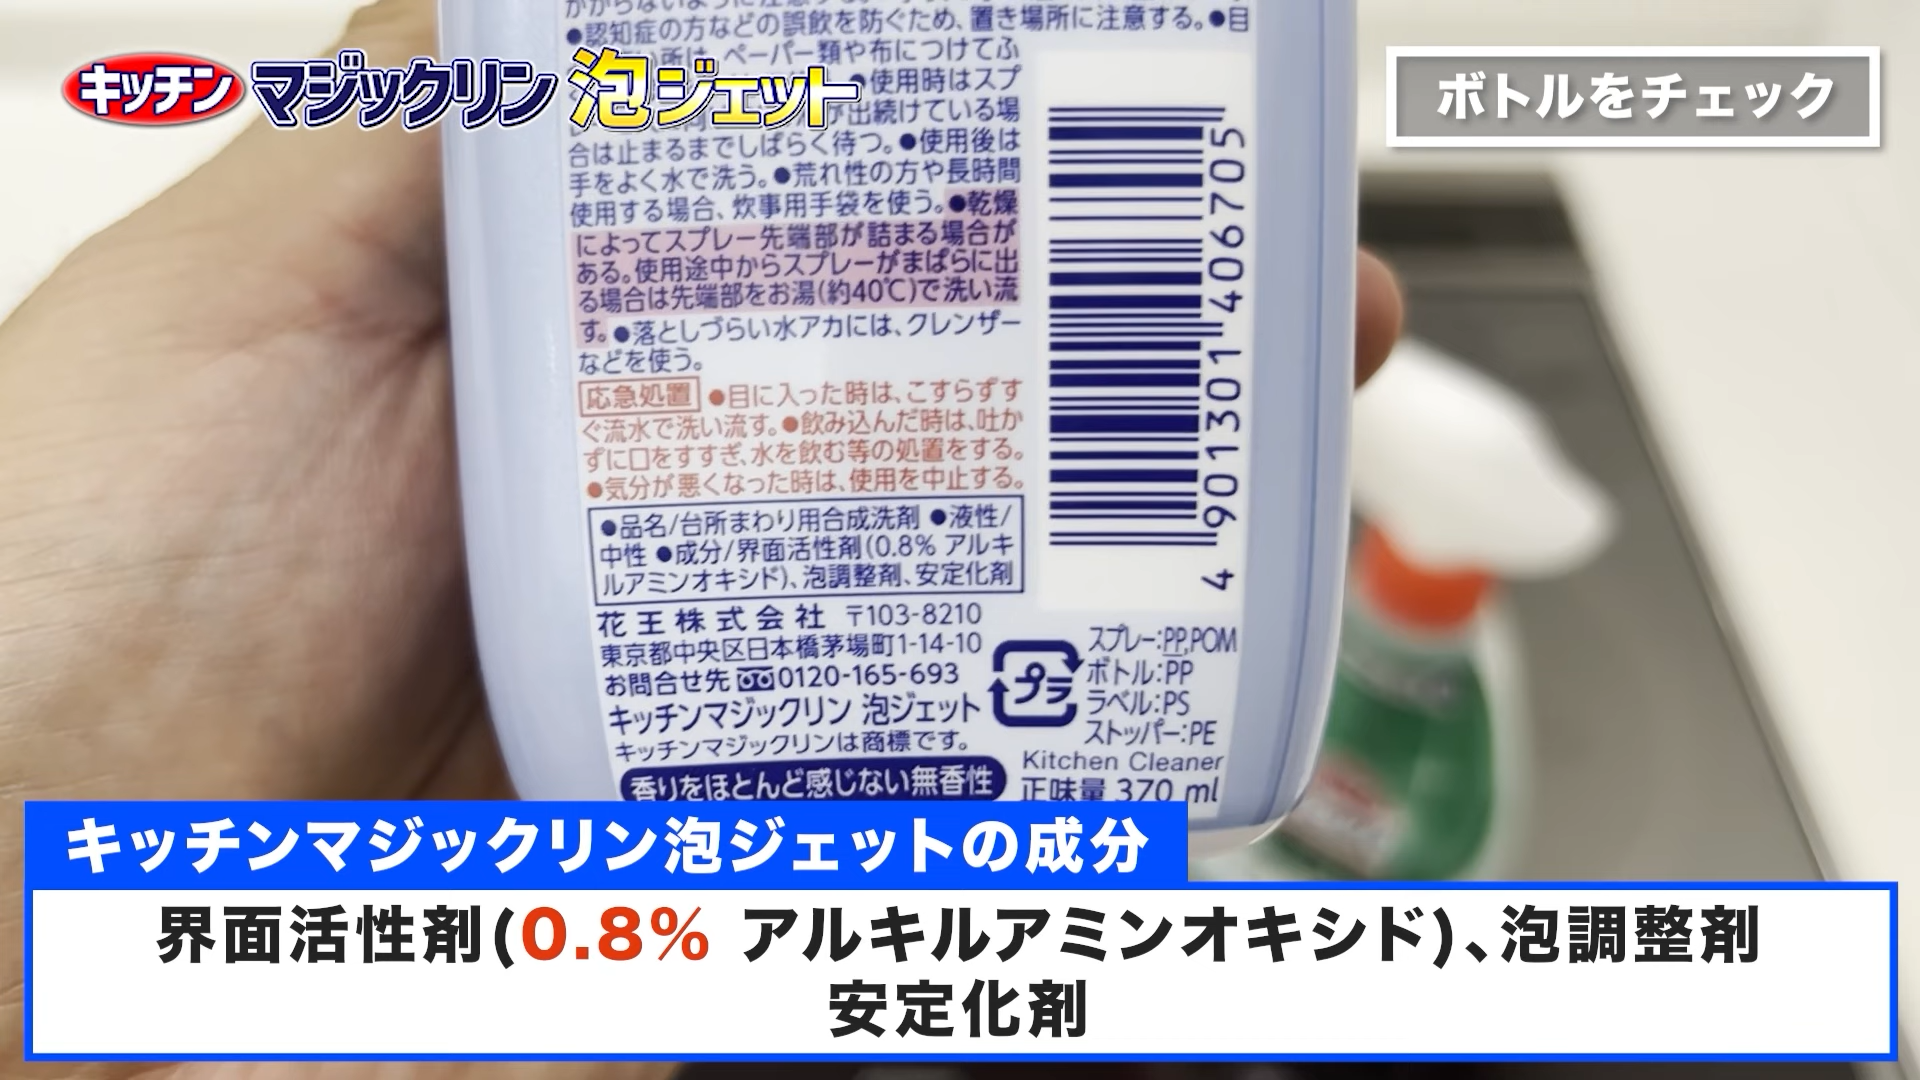 ●認知症の方などの誤飲を防ぐため、置き場所に注意する。●目
所は、ペーパー類や布につけてふ
●使用時はスプ
が出続けている場
合は止まるまでしばらく待つ。●使用後は
手をよく水で洗う。●荒れ性の方や長時間
使用する場合、炊事用手袋を使う。●乾燥
によってスプレー先端部が詰まる場合が
ある。使用途中からスプレーがまばらに出
る場合は先端部をお湯(約40℃)で洗い流
す。●落としづらい水アカには、クレンザー
などを使う。
応急処置 ●目に入った時は、こすらずす
ぐ流水で洗い流す。●飲み込んだ時は、吐か
ずに口をすすぎ、水を飲む等の処置をする。
●気分が悪くなった時は、使用を中止する。
●品名/台所まわり用合成洗剤 ●液性/
中性 ●成分/界面活性剤(0.8% アルキ
ルアミンオキシド)、泡調整剤、安定化剤
花王株式会社 〒103-8210
東京都中央区日本橋茅場町1-14-10
お問合せ先 0120-165-693
キッチンマジックリン 泡ジェット
キッチンマジックリンは商標です。
香りをほとんど感じない無香性
4 901301 406705
プラ
スプレー:PP,POM
ボトル:PP
ラベル:PS
ストッパー:PE
Kitchen Cleaner
正味量 370 ml
キッチン マジックリン 泡ジェット
ボトルをチェック
キッチンマジックリン泡ジェットの成分
界面活性剤(0.8% アルキルアミンオキシド)、泡調整剤
安定化剤